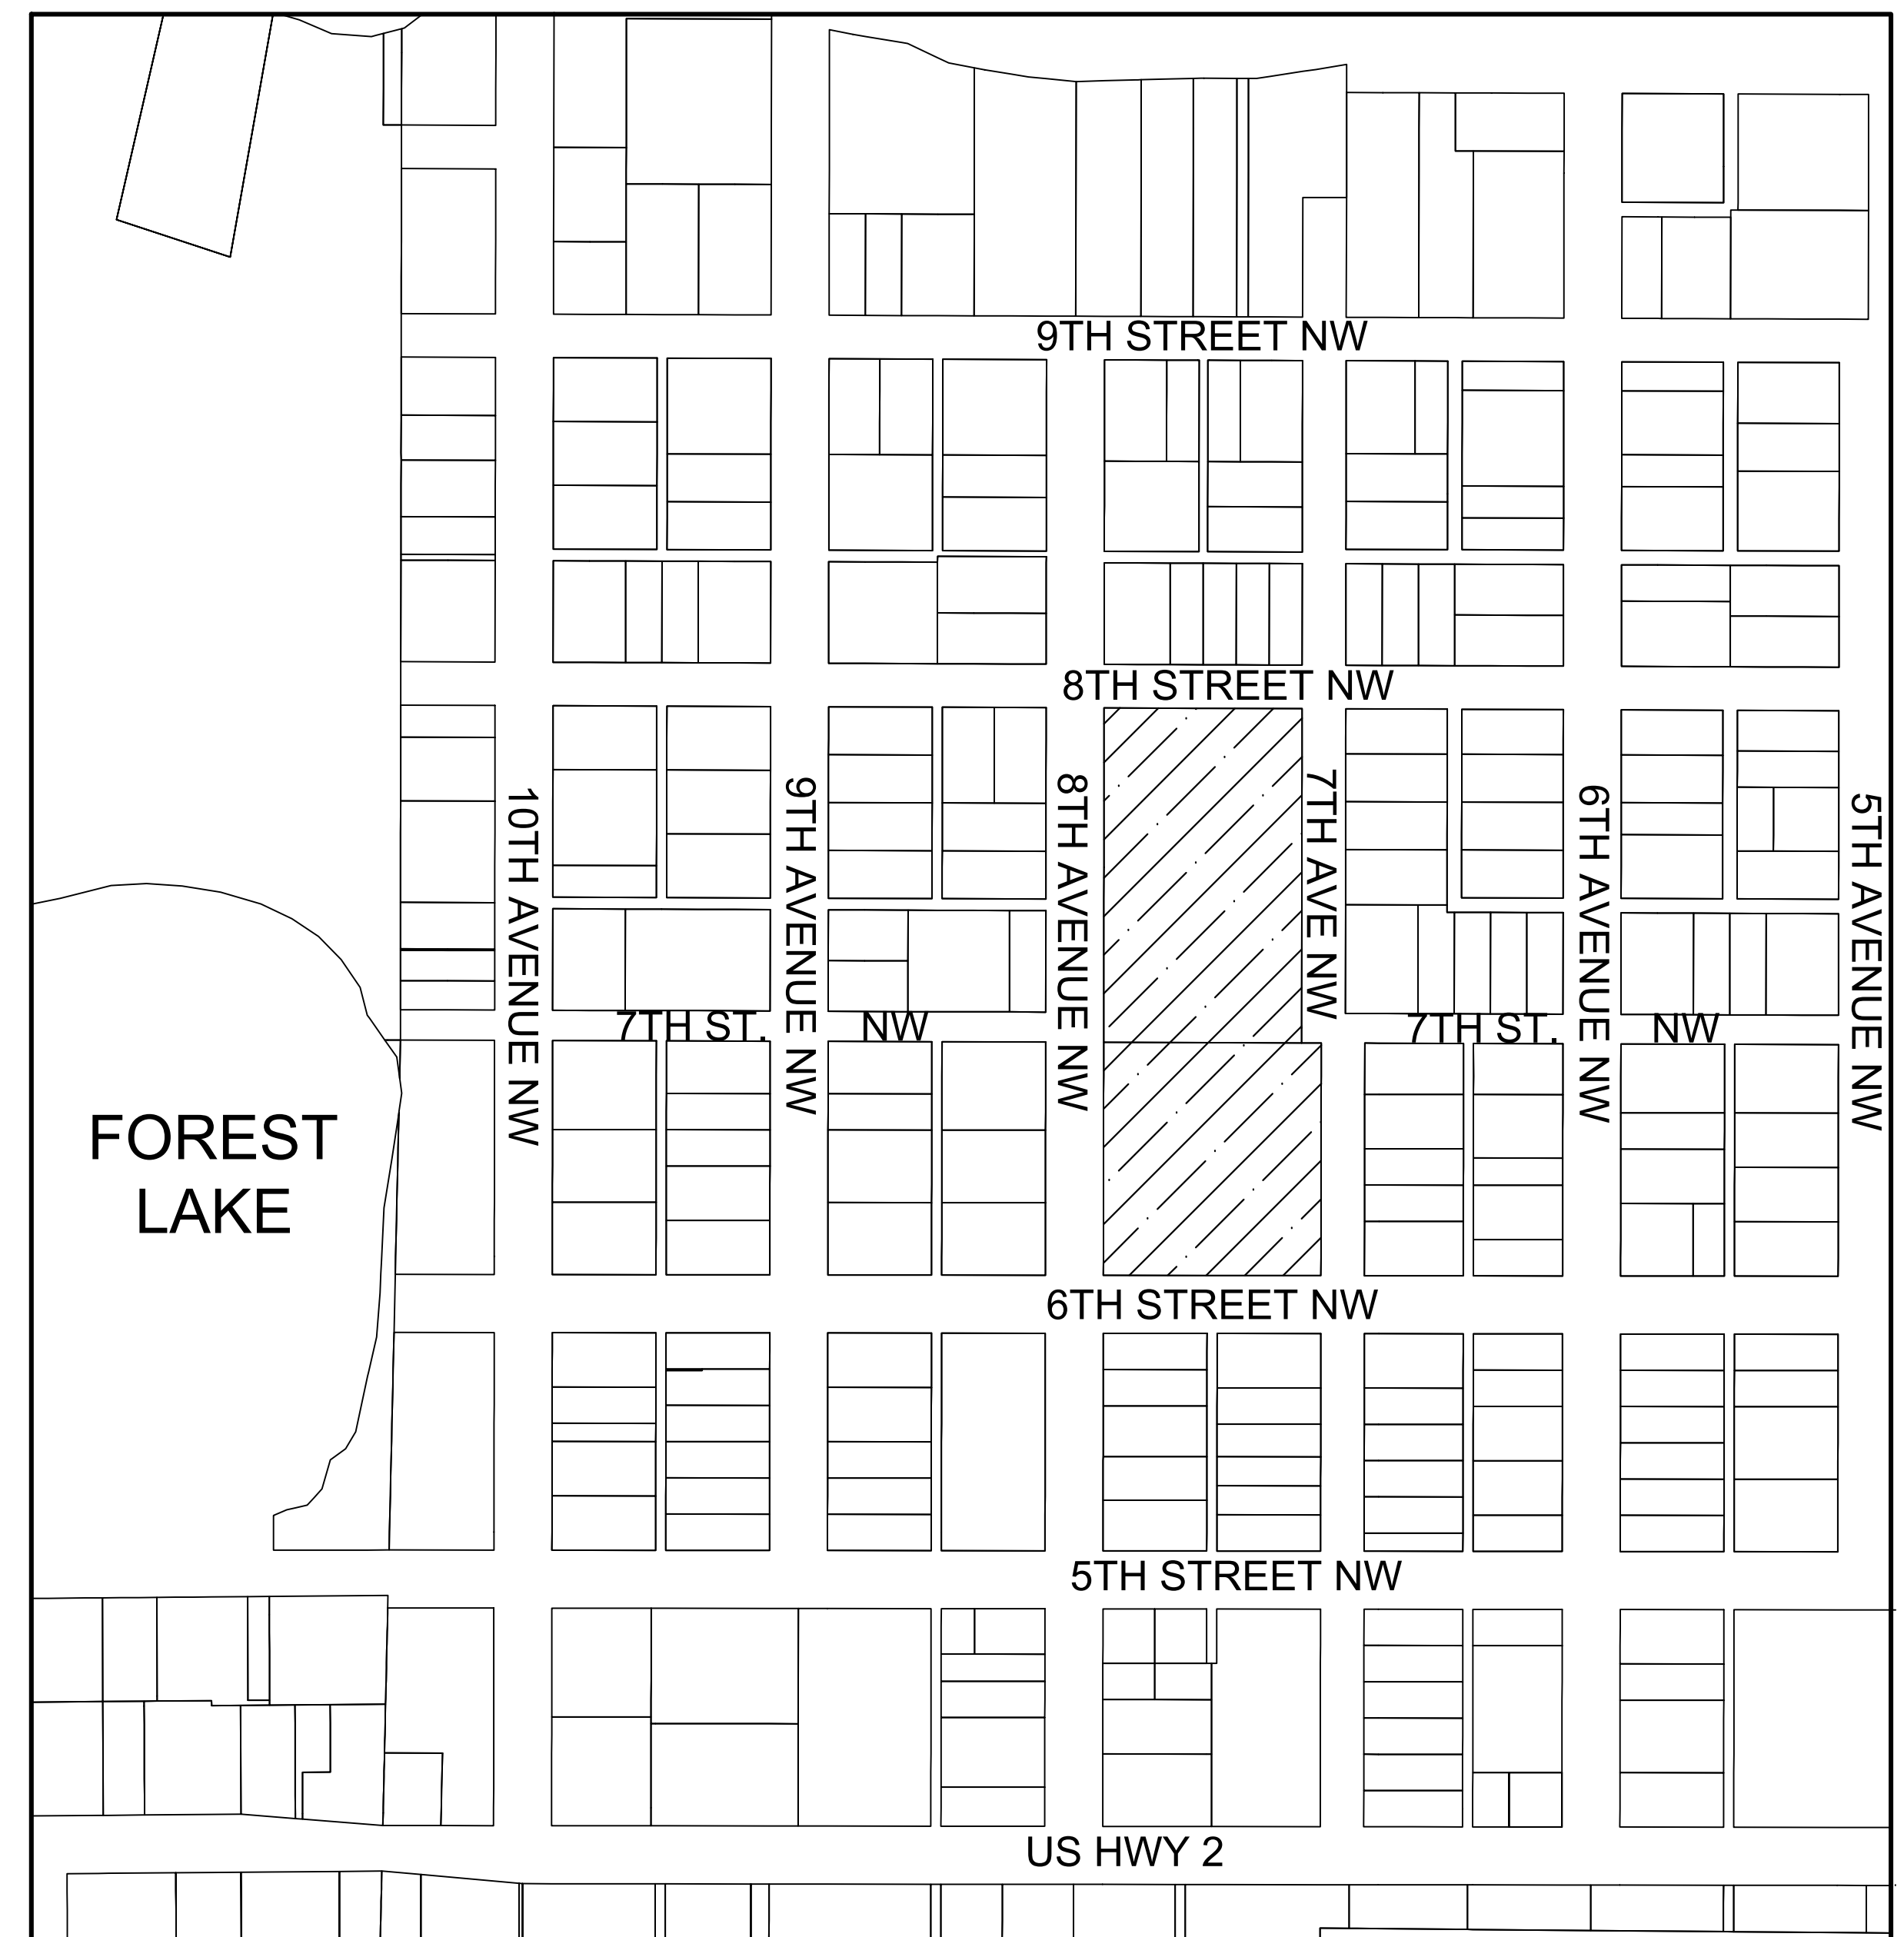 9TH STREET NW
8TH STREET NW
10TH AVENUE NW
9TH AVENUE NW
8TH AVENUE NW
7TH AVE NW
6TH AVENUE NW
5TH AVENUE NW
7TH ST. NW
7TH ST. NW
FOREST
LAKE
6TH STREET NW
5TH STREET NW
US HWY 2